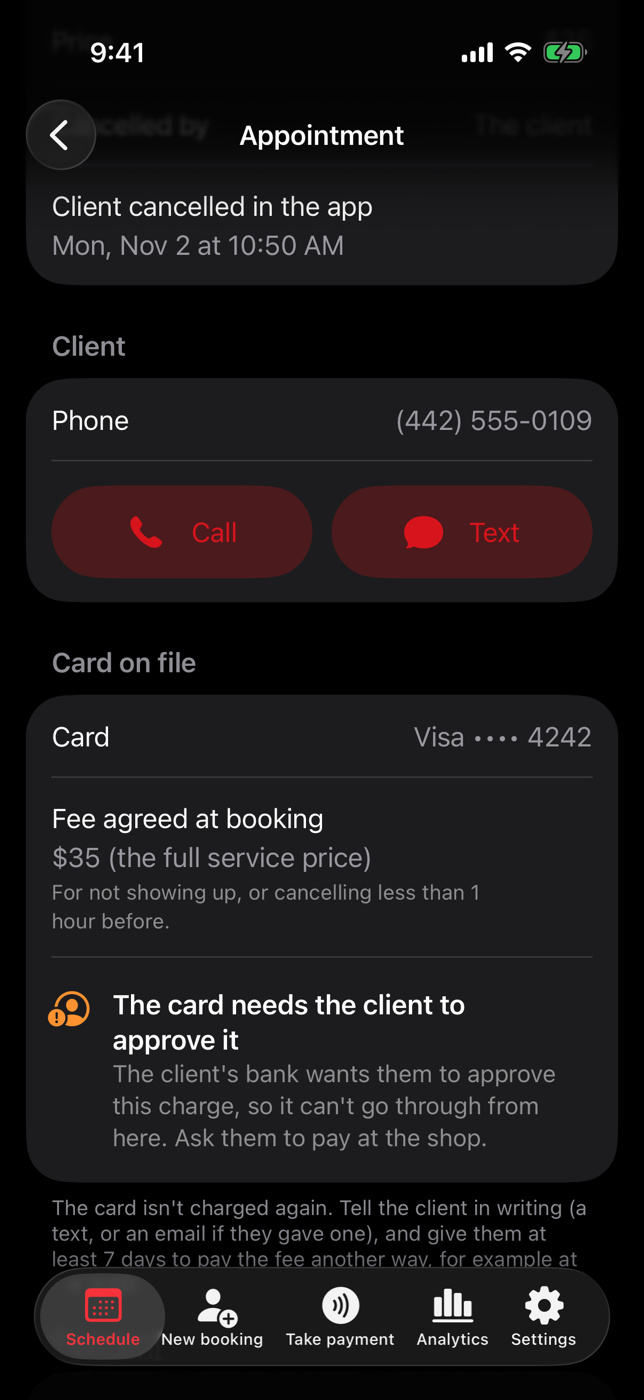 9:41
Appointment
Client cancelled in the app
Mon, Nov 2 at 10:50 AM
Client
Phone
(442) 555-0109
Call
Text
Card on file
Card
Visa •••• 4242
Fee agreed at booking
$35 (the full service price)
For not showing up, or cancelling less than 1
hour before.
The card needs the client to
approve it
The client's bank wants them to approve
this charge, so it can't go through from
here. Ask them to pay at the shop.
The card isn't charged again. Tell the client in writing (a
text, or an email if they gave one), and give them at
least 7 days to pay the fee another way, for example at
Schedule
New booking
Take payment
Analytics
Settings